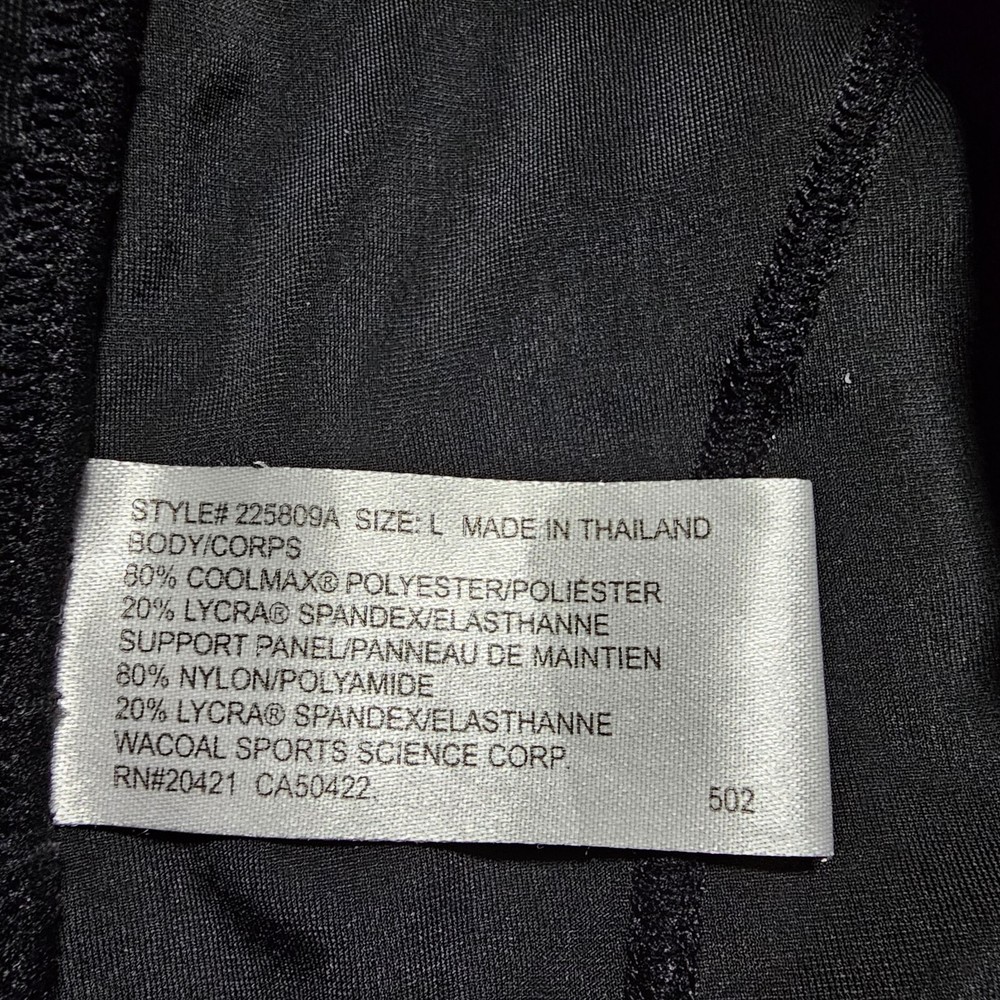 STYLE# 225809A SIZE: L MADE IN THAILAND
BODY/CORPS
80% COOLMAX® POLYESTER/POLIÉSTER
20% LYCRA® SPANDEX/ELASTHANNE
SUPPORT PANEL/PANNEAU DE MAINTIEN
80% NYLON/POLYAMIDE
20% LYCRA® SPANDEX/ELASTHANNE
WACOAL SPORTS SCIENCE CORP.
RN#20421 CA50422.
502